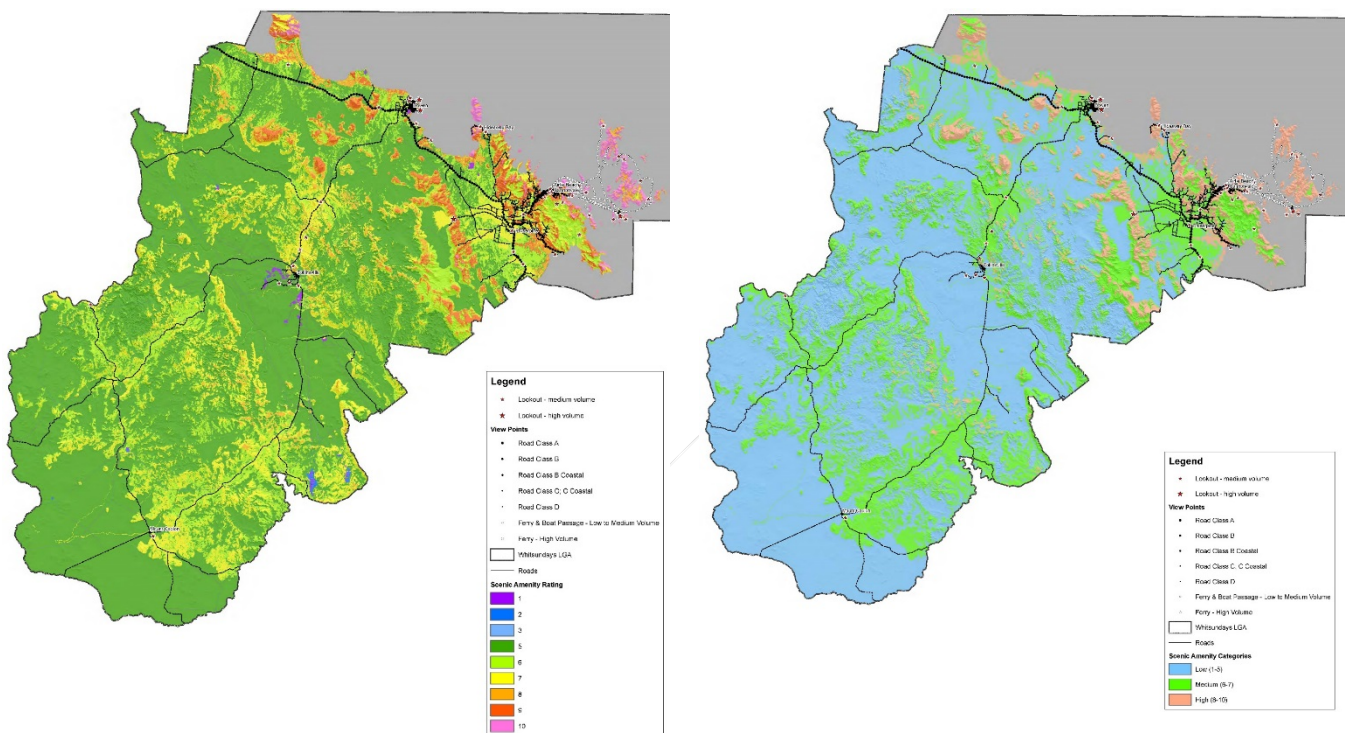 Legend
Lookout - medium volume
Lookout - high volume
View Points
Road Class A
Road Class B
Road Class B Coastal
Road Class C; C Coastal
Road Class D
Ferry & Boat Passage - Low to Medium Volume
Ferry - High Volume
Whitsundays LGA
Roads
Scenic Amenity Rating
1
2
3
5
6
7
8
9
10
Legend
Lookout - medium volume
Lookout - high volume
View Points
Road Class A
Road Class B
Road Class B Coastal
Road Class C; C Coastal
Road Class D
Ferry & Boat Passage - Low to Medium Volume
Ferry - High Volume
Whitsundays LGA
Roads
Scenic Amenity Categories
Low (1-5)
Medium (6-7)
High (8-10)